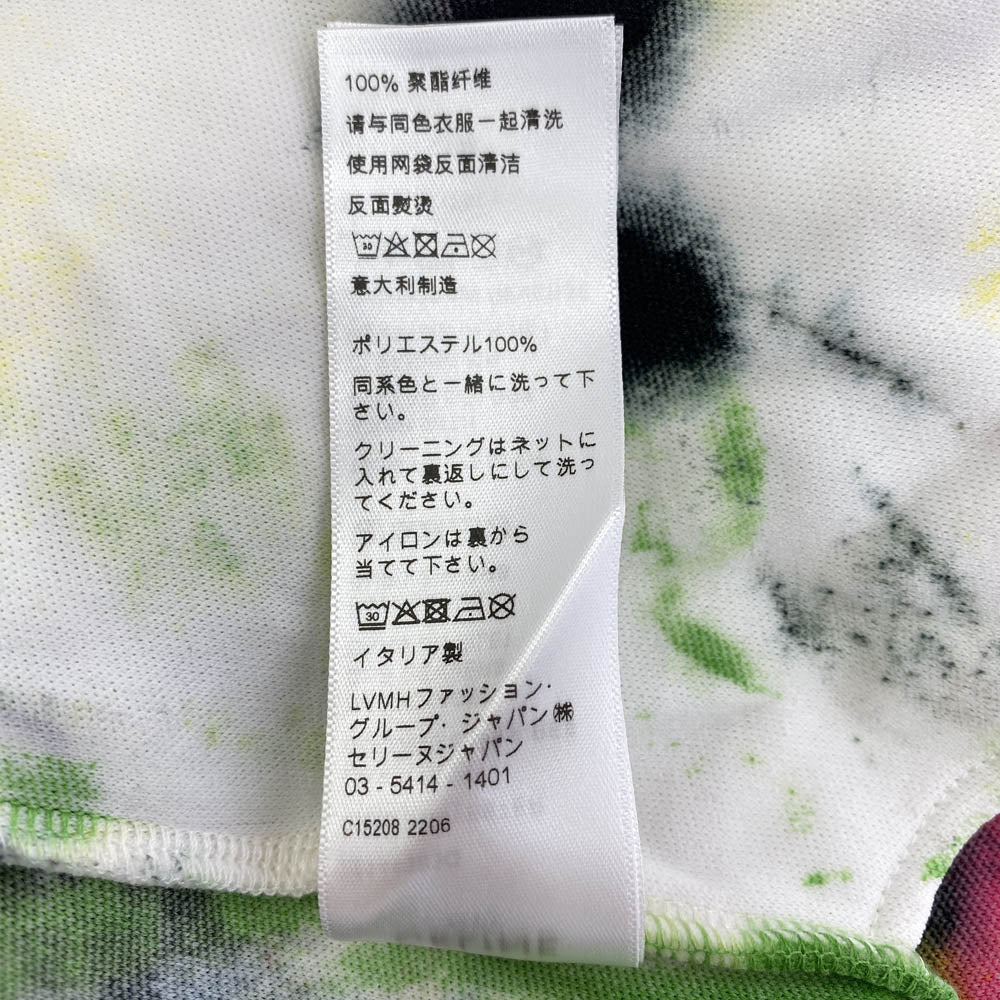 100% 聚酯纤维
请与同色衣服一起清洗
使用网袋反面清洁
反面熨烫
30
意大利制造
ポリエステル100%
同系色と一緒に洗って下
さい。
クリーニングはネットに
入れて裏返しにして洗っ
てください。
アイロンは裏から
当てて下さい。
30
イタリア製
LVMHファッション·
グループ· ジャパン㈱
セリーヌジャパン
03 - 5414 - 1401
C15208 2206